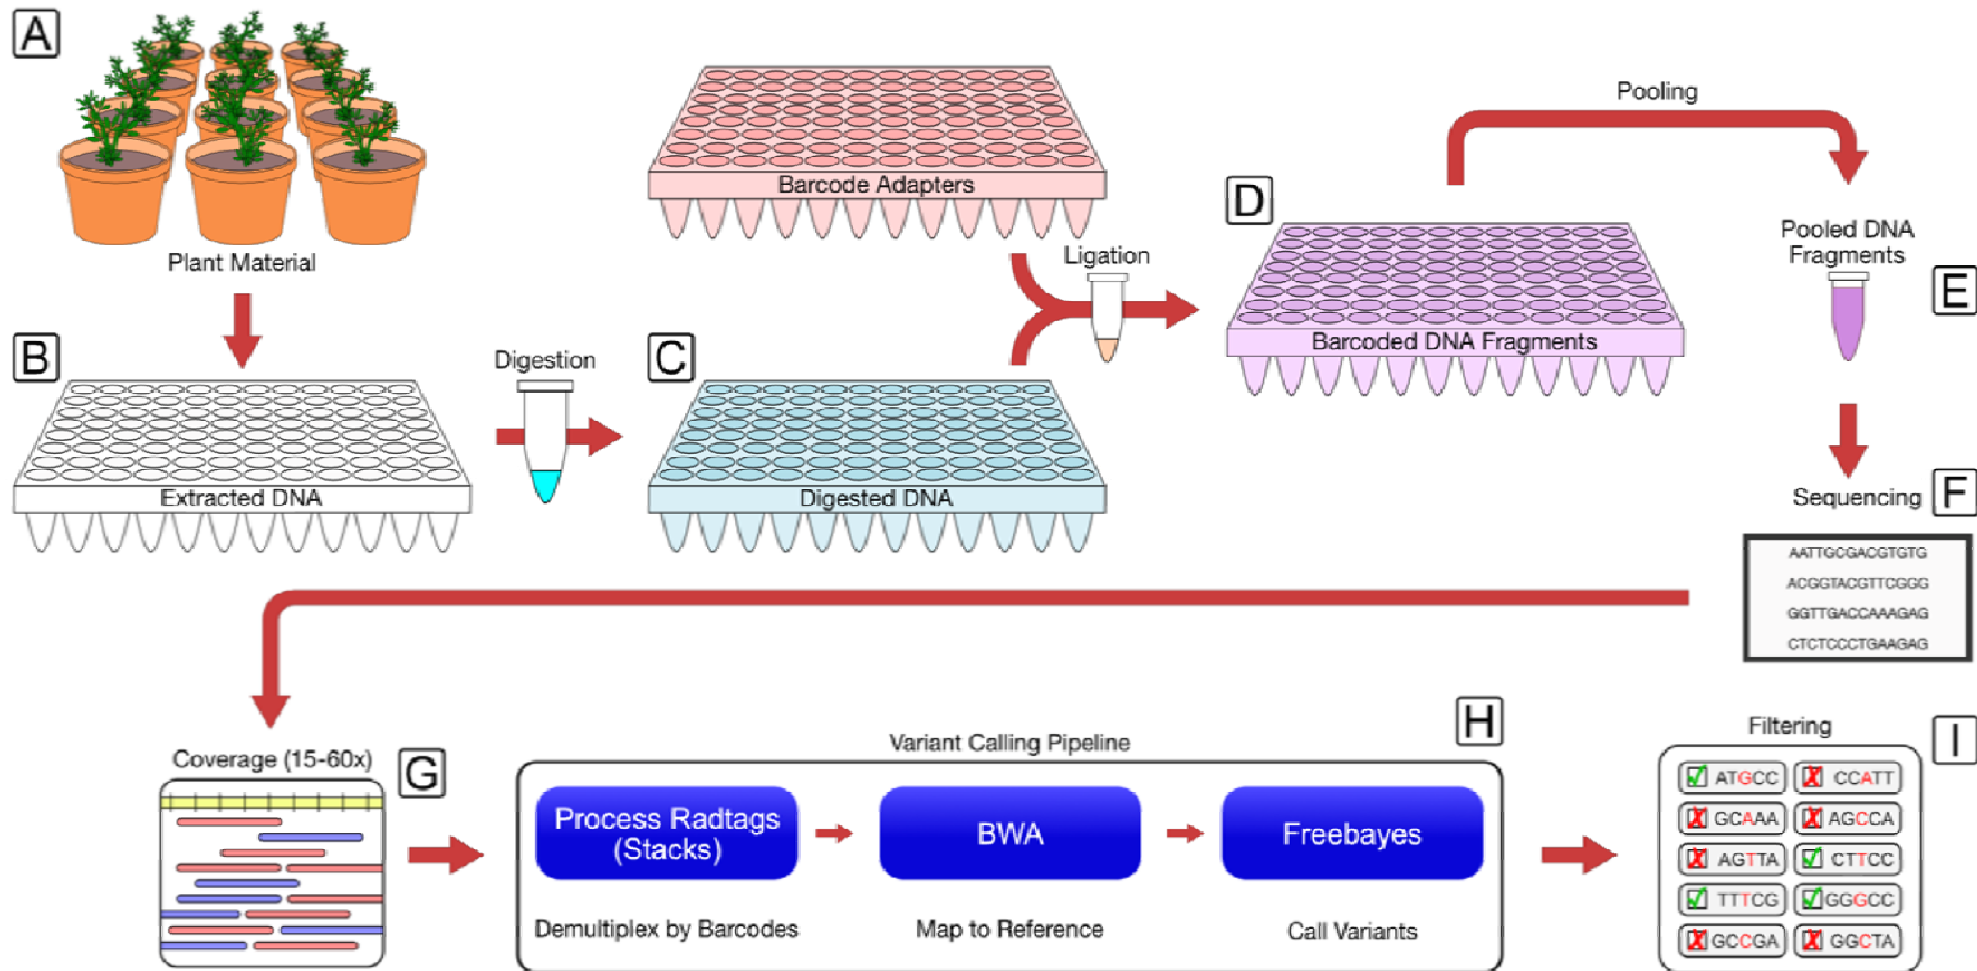 A
Plant Material
B
Extracted DNA
Digestion
C
Digested DNA
Barcode Adapters
Ligation
D
Barcoded DNA Fragments
Pooling
Pooled DNA
Fragments
E
Sequencing
F
AATTGCGACGTGTG
ACGGTACGTTCGGG
GGTTGACCAAAGAG
CTCTCCCTGAAGAG
Coverage (15-60x)
G
H
Variant Calling Pipeline
Process Radtags
(Stacks)
BWA
Freebayes
Demultiplex by Barcodes
Map to Reference
Call Variants
Filtering
I
ATGCC CCATT
GCAAA AGCCA
AGTTA CTTCC
TTTCG GGGCC
GCCGA GGCTA